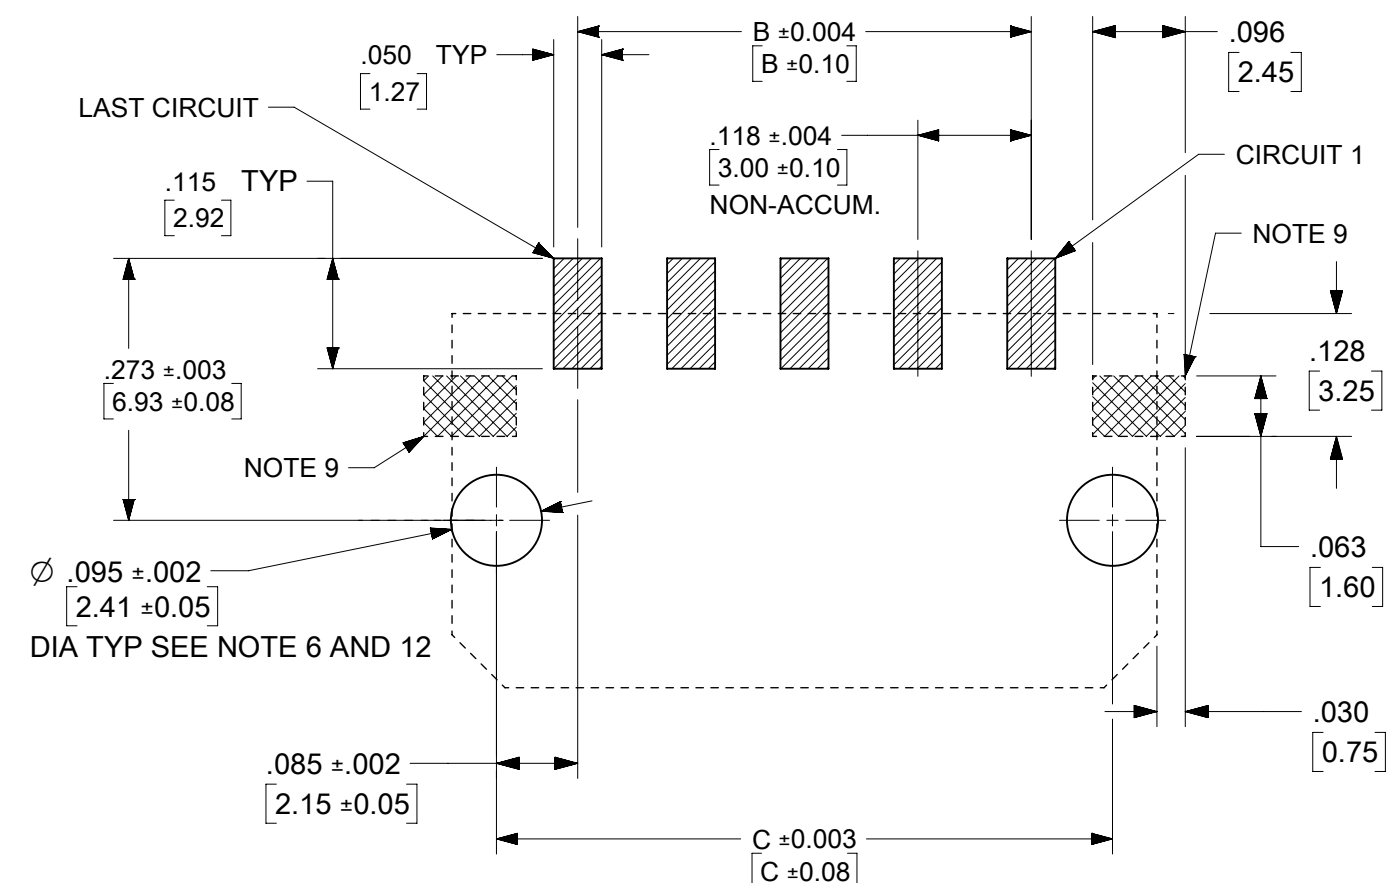 B ±0.004
[B ±0.10]
.096
[2.45]
.050 TYP
[1.27]
LAST CIRCUIT
.118 ±.004
[3.00 ±0.10]
NON-ACCUM.
CIRCUIT 1
.115 TYP
[2.92]
NOTE 9
.273 ±.003
[6.93 ±0.08]
.128
[3.25]
NOTE 9
.063
[1.60]
Ø .095 ±.002
[2.41 ±0.05]
DIA TYP SEE NOTE 6 AND 12
.030
[0.75]
.085 ±.002
[2.15 ±0.05]
C ±0.003
[C ±0.08]